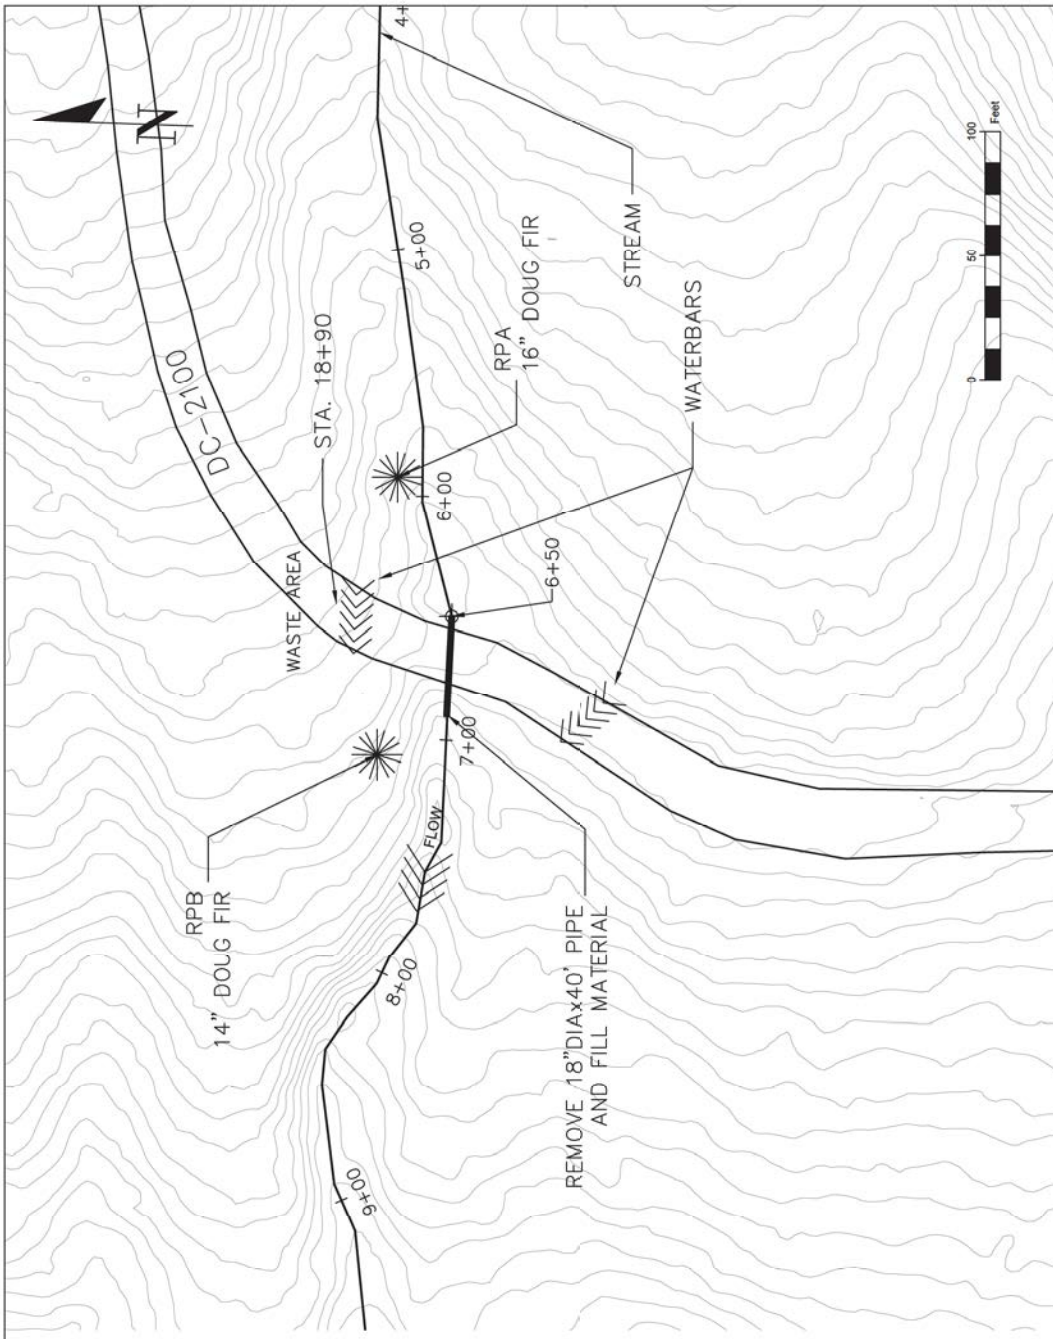 N
DC-2100
4+
5+00
STA. 18+90
RPA
16" DOUG FIR
STREAM
WATERBARS
100
Feet
50
0
6+00
WASTE AREA
6+50
7+00
FLOW
RPB
14" DOUG FIR
8+00
REMOVE 18"DIAx40' PIPE
AND FILL MATERIAL
9+00